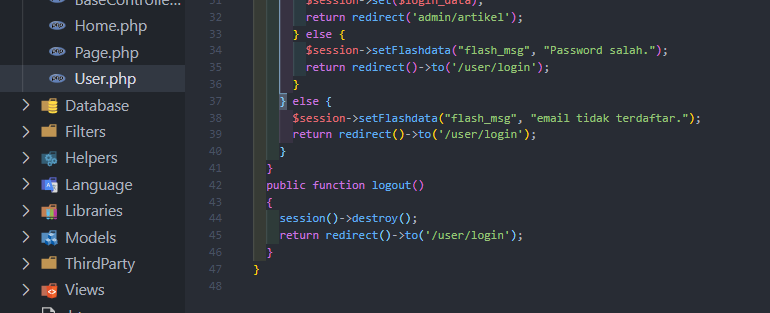 BaseControlle...
Home.php
Page.php
User.php
Database
Filters
Helpers
Language
Libraries
Models
ThirdParty
Views
31 $session->set($login_data);
32 return redirect('admin/artikel');
33 } else {
34 $session->setFlashdata("flash_msg", "Password salah.");
35 return redirect()->to('/user/login');
36 }
37 } else {
38 $session->setFlashdata("flash_msg", "email tidak terdaftar.");
39 return redirect()->to('/user/login');
40 }
41 }
42 public function logout()
43 {
44 session()->destroy();
45 return redirect()->to('/user/login');
46 }
47 }
48